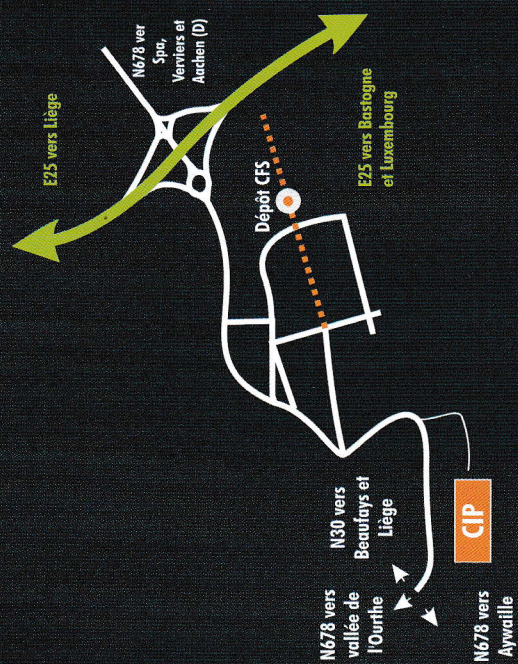 E25 vers Liège
N678 ver
Spa,
Verviers et
Aachen (D)
E25 vers Bastogne
et Luxembourg
Dépôt CFS
N30 vers
Beaufays et
Liège
N678 vers
vallée de
l'Ourthe
CIP
N678 vers
Aywaille